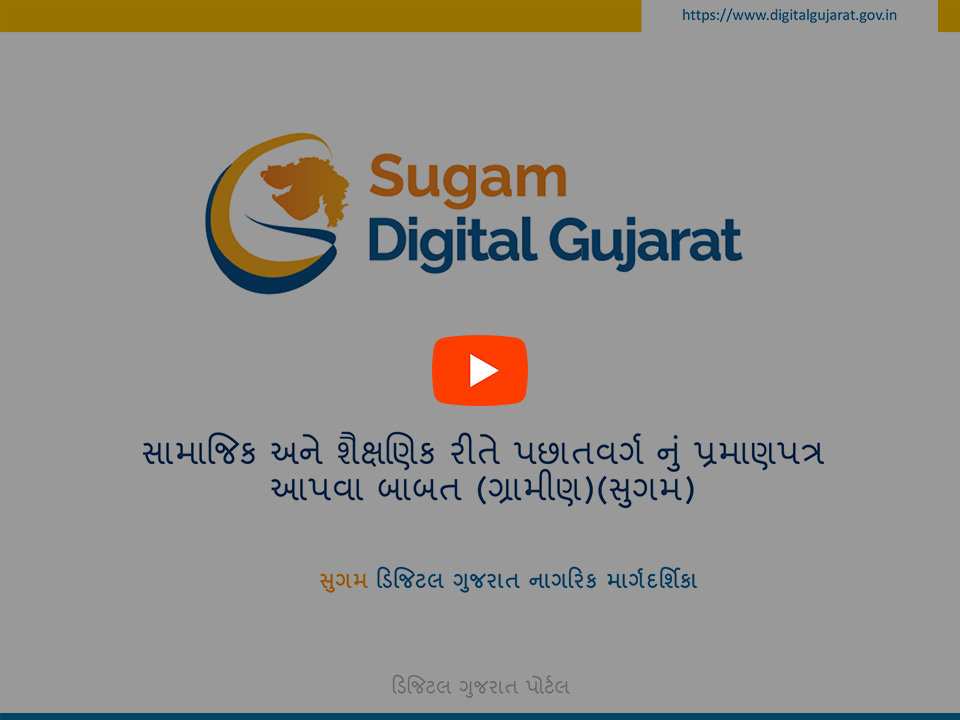 https://www.digitalgujarat.gov.in
Sugam
Digital Gujarat
સામાજિક અને શૈક્ષણિક રીતે પછાતવર્ગ નું પ્રમાણપત્ર
આપવા બાબત (ગ્રામીણ)(સુગમ)
સુગમ ડિજિટલ ગુજરાત નાગરિક માર્ગદર્શિકા
ડિજિટલ ગુજરાત પોર્ટલ